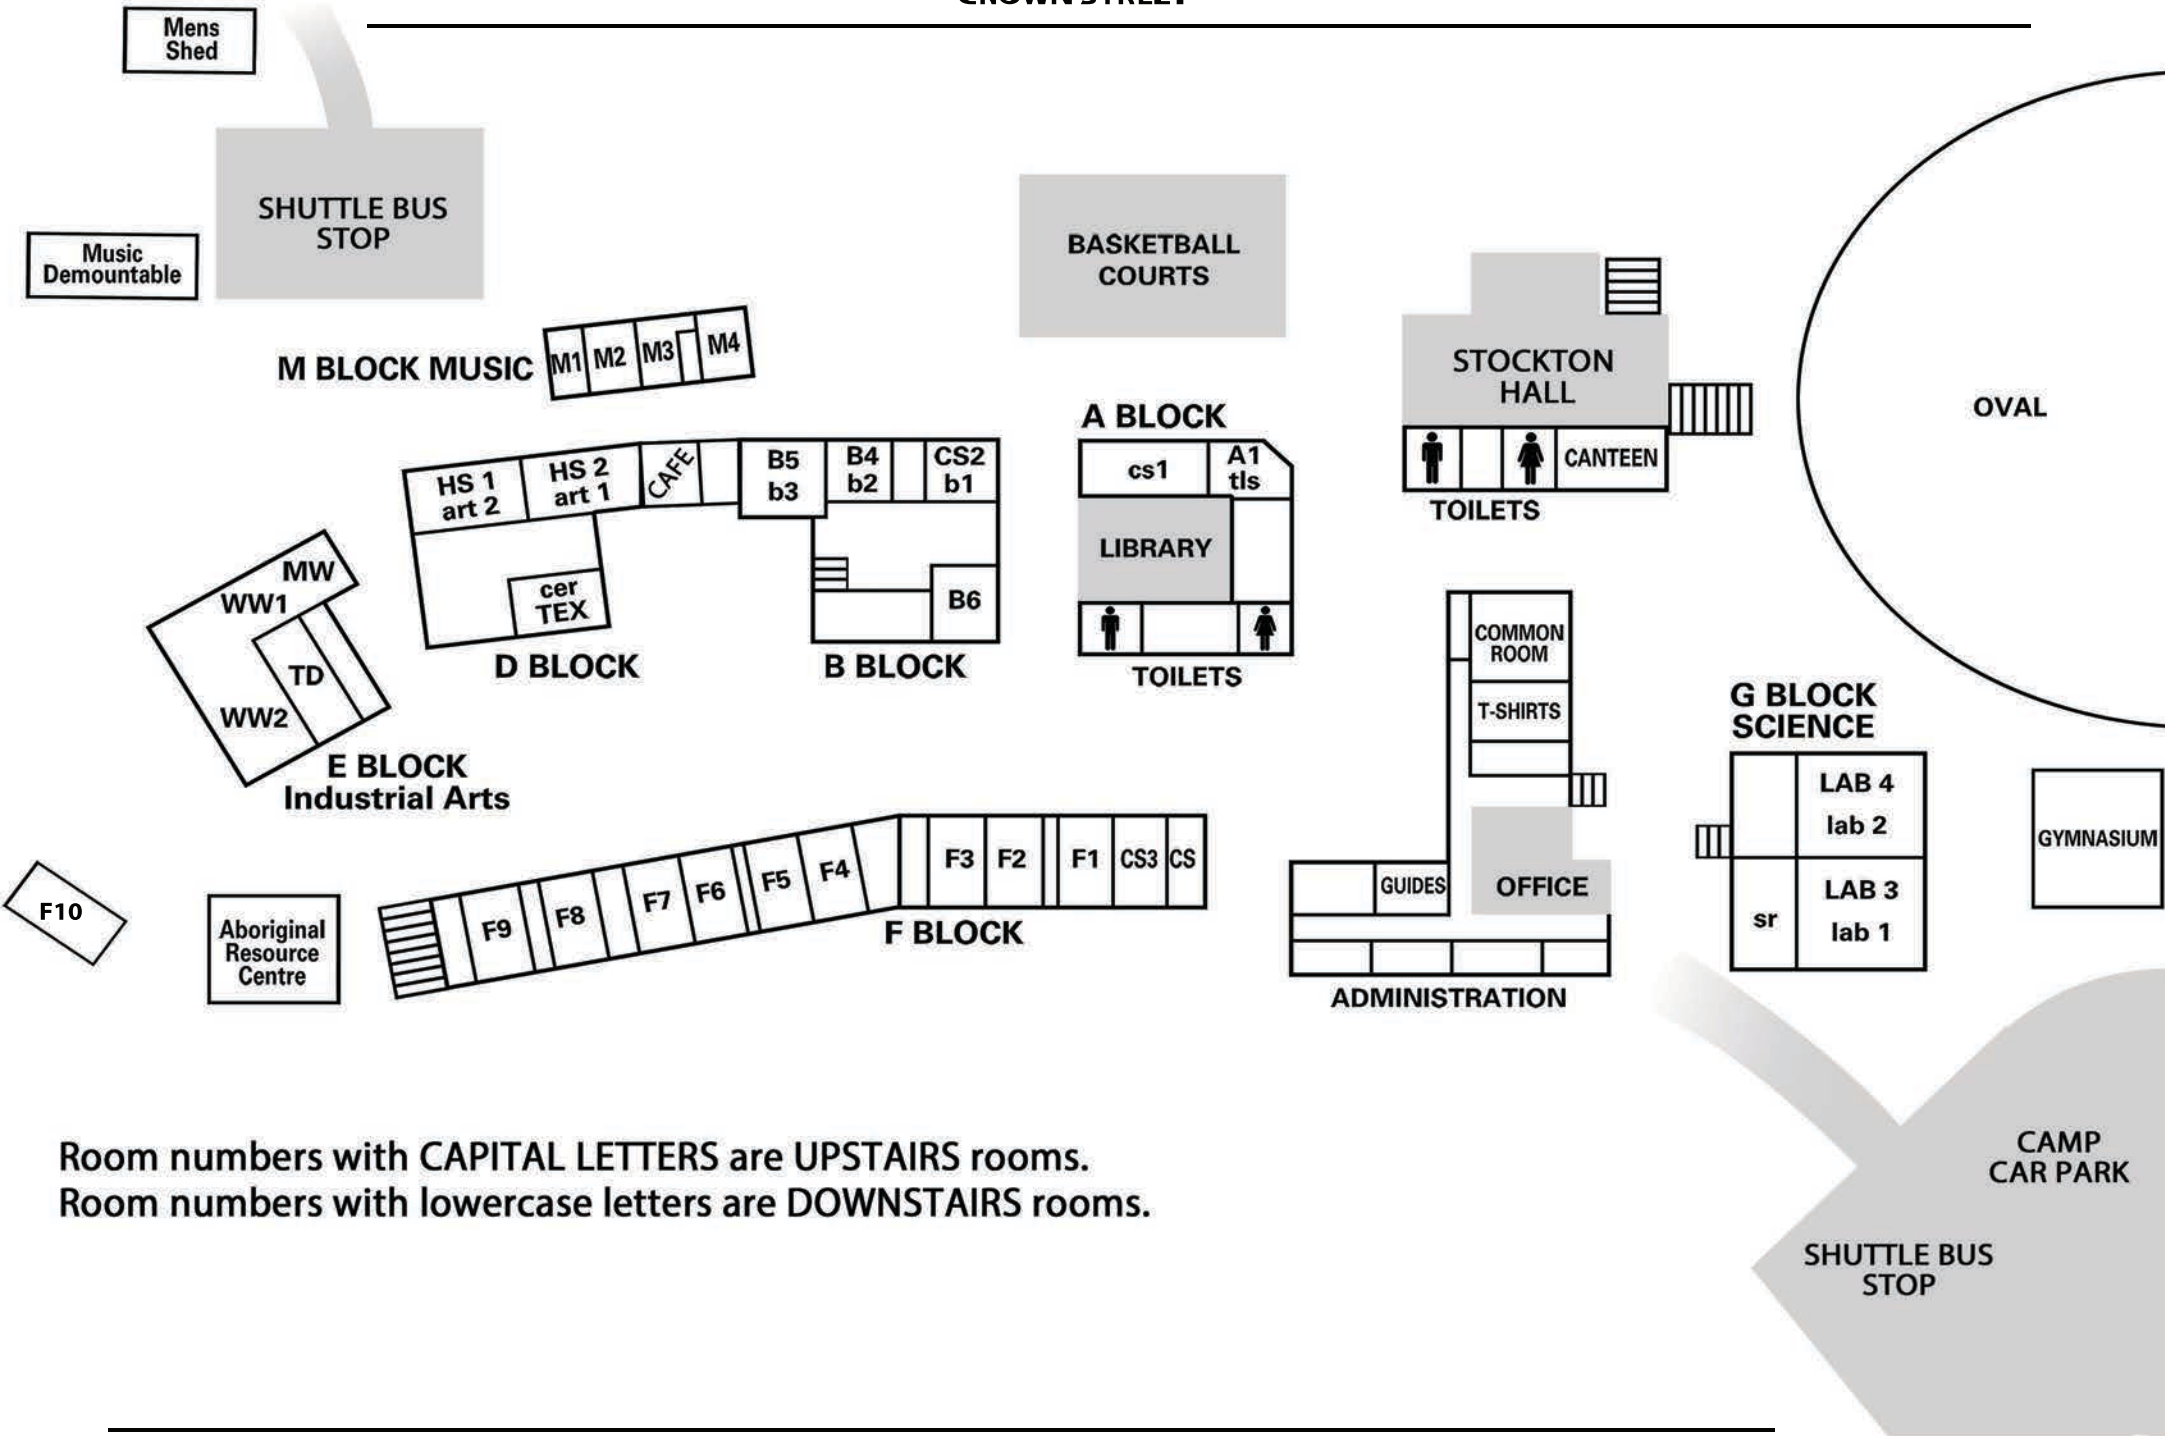 CROWN STREET
Mens
Shed
SHUTTLE BUS
STOP
Music
Demountable
BASKETBALL
COURTS
STOCKTON
HALL
OVAL
M BLOCK MUSIC
M1
M2
M3
M4
A BLOCK
cs1
A1
tls
LIBRARY
TOILETS
CANTEEN
TOILETS
HS 1
art 2
HS 2
art 1
CAFE
B5
b3
B4
b2
CS2
b1
B6
cer
TEX
D BLOCK
B BLOCK
MW
WW1
TD
WW2
E BLOCK
Industrial Arts
COMMON
ROOM
T-SHIRTS
GUIDES
OFFICE
ADMINISTRATION
G BLOCK
SCIENCE
LAB 4
lab 2
LAB 3
lab 1
sr
GYMNASIUM
F10
Aboriginal
Resource
Centre
F9
F8
F7
F6
F5
F4
F3
F2
F1
CS3
CS
F BLOCK
Room numbers with CAPITAL LETTERS are UPSTAIRS rooms.
Room numbers with lowercase letters are DOWNSTAIRS rooms.
CAMP
CAR PARK
SHUTTLE BUS
STOP